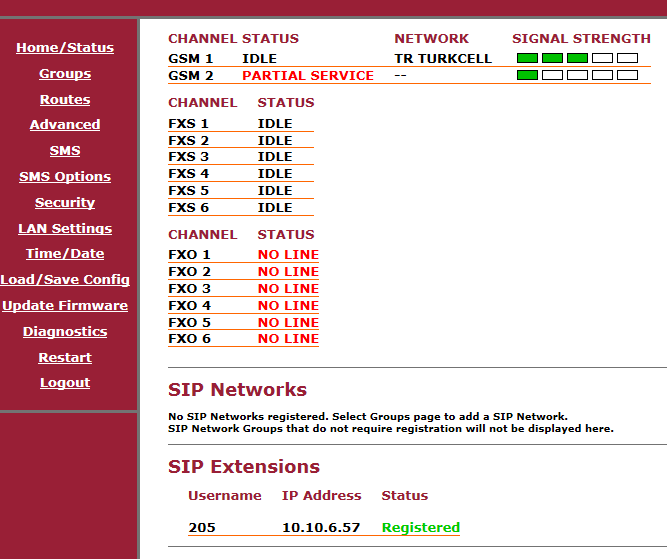 Home/Status
Groups
Routes
Advanced
SMS
SMS Options
Security
LAN Settings
Time/Date
Load/Save Config
Update Firmware
Diagnostics
Restart
Logout
CHANNEL STATUS NETWORK SIGNAL STRENGTH
GSM 1 IDLE TR TURKCELL
GSM 2 PARTIAL SERVICE --
CHANNEL STATUS
FXS 1 IDLE
FXS 2 IDLE
FXS 3 IDLE
FXS 4 IDLE
FXS 5 IDLE
FXS 6 IDLE
CHANNEL STATUS
FXO 1 NO LINE
FXO 2 NO LINE
FXO 3 NO LINE
FXO 4 NO LINE
FXO 5 NO LINE
FXO 6 NO LINE
SIP Networks
No SIP Networks registered. Select Groups page to add a SIP Network.
SIP Network Groups that do not require registration will not be displayed here.
SIP Extensions
Username IP Address Status
205 10.10.6.57 Registered